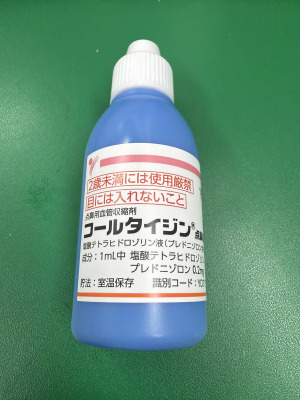 2歳未満には使用厳禁
目には入れないこと
点鼻用血管収縮剤
コールタイジン® 点鼻
塩酸テトラヒドロゾリン液(プレドニゾロン
成分：1mL中 塩酸テトラヒドロゾリン
プレドニゾロン 0.2mg
貯法：室温保存 識別コード：YD